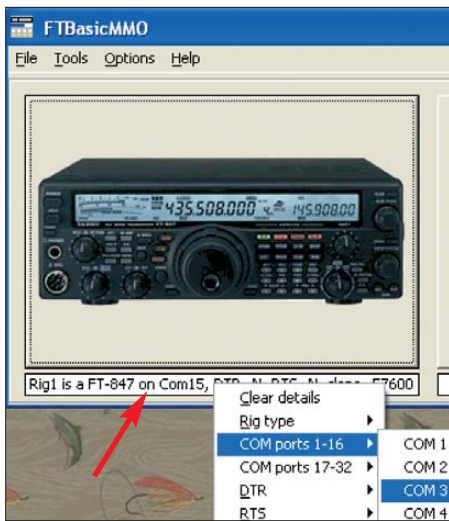 FTBasicMMO
File Tools Options Help
435.508.000
145.908.00
Rig1 is a FT-847 on Com15, DTR N, RTS N, 57600
Clear details
Rig type
COM ports 1-16
COM 1
COM ports 17-32
COM 2
DTR
COM 3
RTS
COM 4